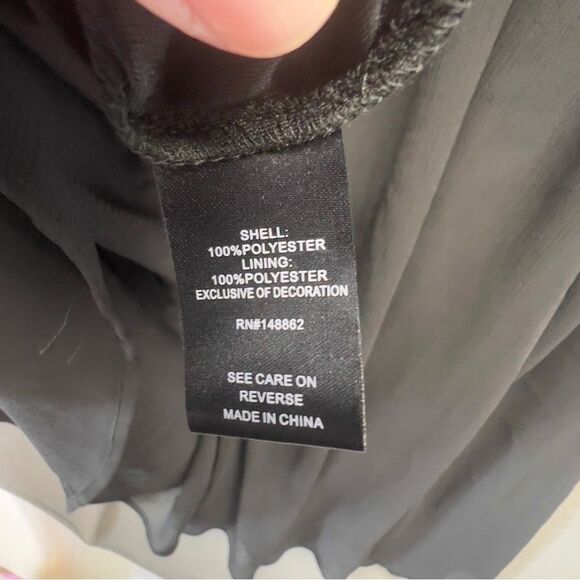 SHELL:
100%POLYESTER
LINING:
100%POLYESTER
EXCLUSIVE OF DECORATION
RN#148862
SEE CARE ON
REVERSE
MADE IN CHINA